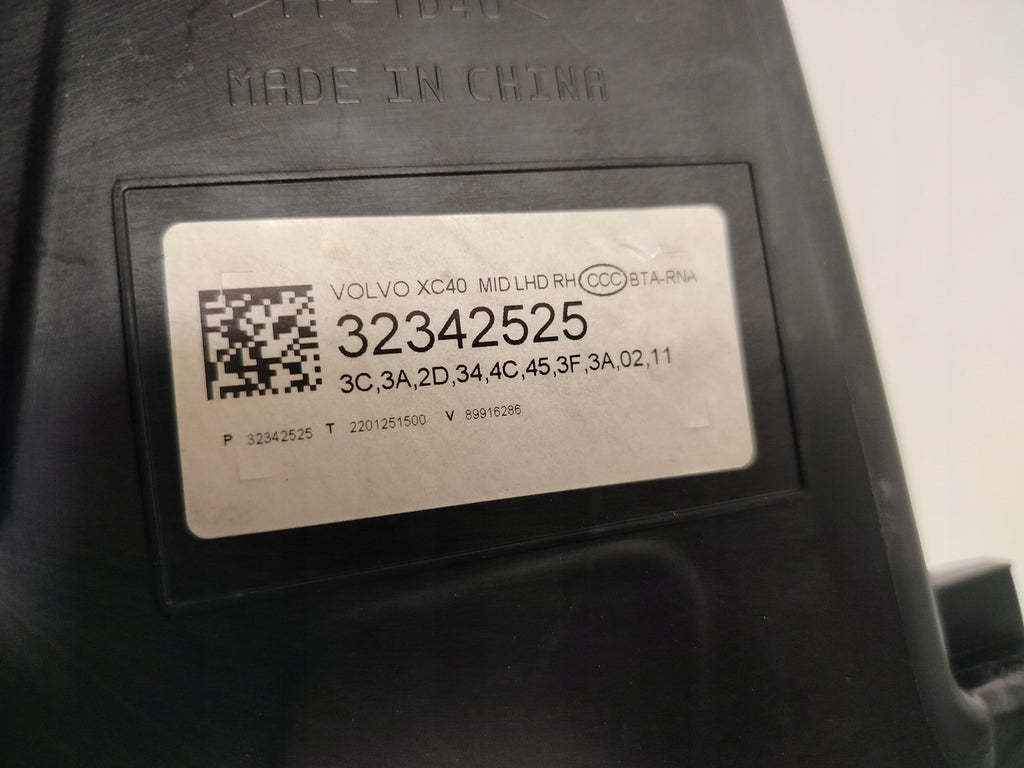 MADE IN CHINA
VOLVO XC40 MID LHD RH CCC BTA-RNA
32342525
3C,3A,2D,34,4C,45,3F,3A,02,11
P 32342525 T 2201251500 V 89916286